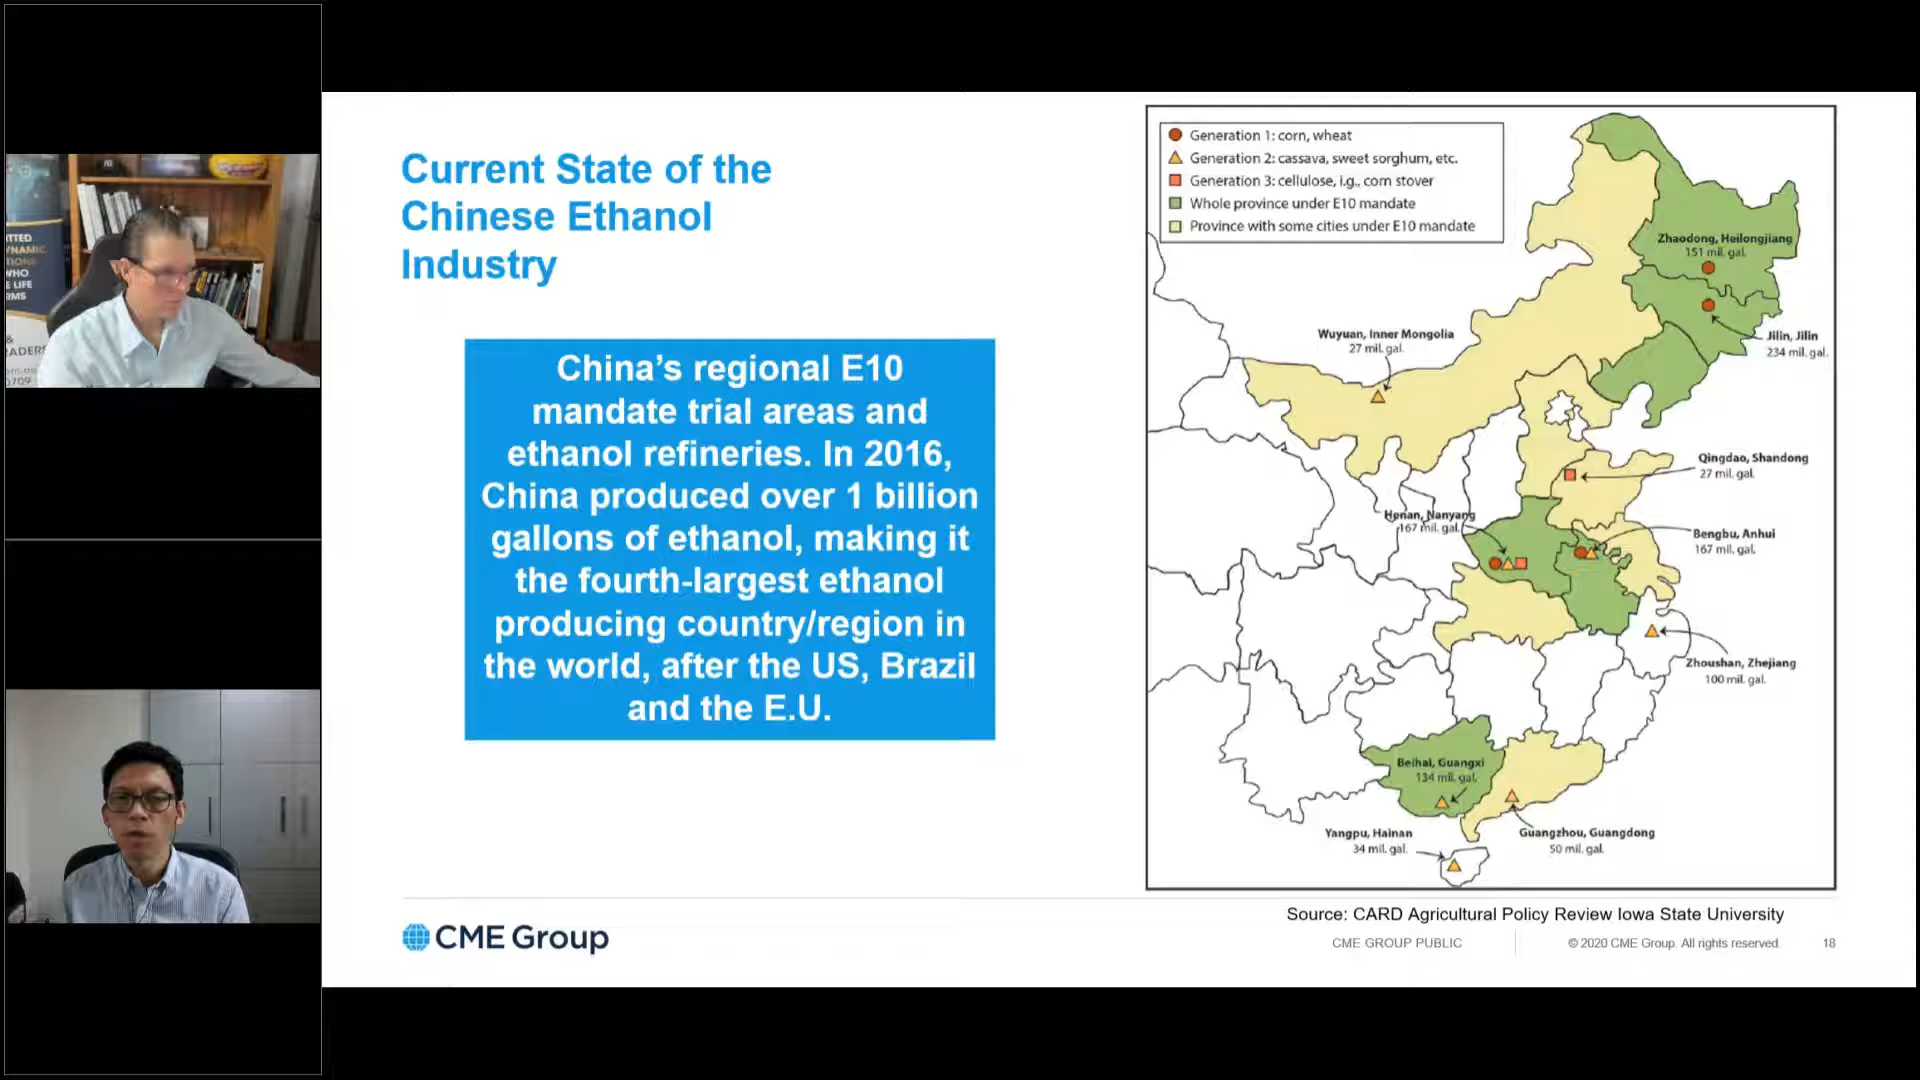 ITTED
YNAMIC
WHO
E LIFE
RMS
&
RADERS
0709
Current State of the
Chinese Ethanol
Industry
China’s regional E10
mandate trial areas and
ethanol refineries. In 2016,
China produced over 1 billion
gallons of ethanol, making it
the fourth-largest ethanol
producing country/region in
the world, after the US, Brazil
and the E.U.
Generation 1: corn, wheat
Generation 2: cassava, sweet sorghum, etc.
Generation 3: cellulose, i.g., corn stover
Whole province under E10 mandate
Province with some cities under E10 mandate
Zhaodong, Heilongjiang
151 mil. gal.
Jilin, Jilin
234 mil. gal.
Wuyuan, Inner Mongolia
27 mil. gal.
Qingdao, Shandong
27 mil. gal.
Henan, Nanyang
167 mil. gal.
Bengbu, Anhui
167 mil. gal.
Zhoushan, Zhejiang
100 mil. gal.
Beihai, Guangxi
134 mil. gal.
Yangpu, Hainan
34 mil. gal.
Guangzhou, Guangdong
50 mil. gal.
Source: CARD Agricultural Policy Review Iowa State University
CME Group
CME GROUP PUBLIC
© 2020 CME Group. All rights reserved.
18